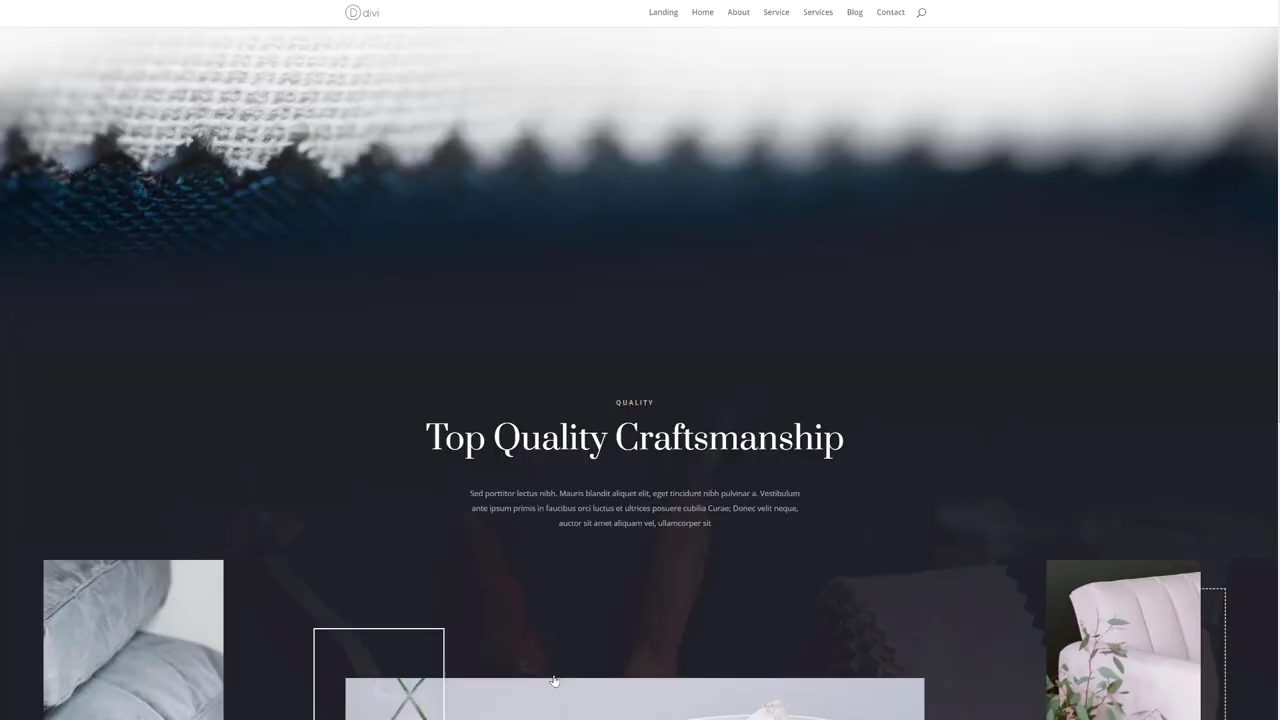 D divi
Landing Home About Service Services Blog Contact
QUALITY
Top Quality Craftsmanship
Sed porttitor lectus nibh. Mauris blandit aliquet elit, eget tincidunt nibh pulvinar a. Vestibulum
ante ipsum primis in faucibus orci luctus et ultrices posuere cubilia Curae; Donec velit neque,
auctor sit amet aliquam vel, ullamcorper sit